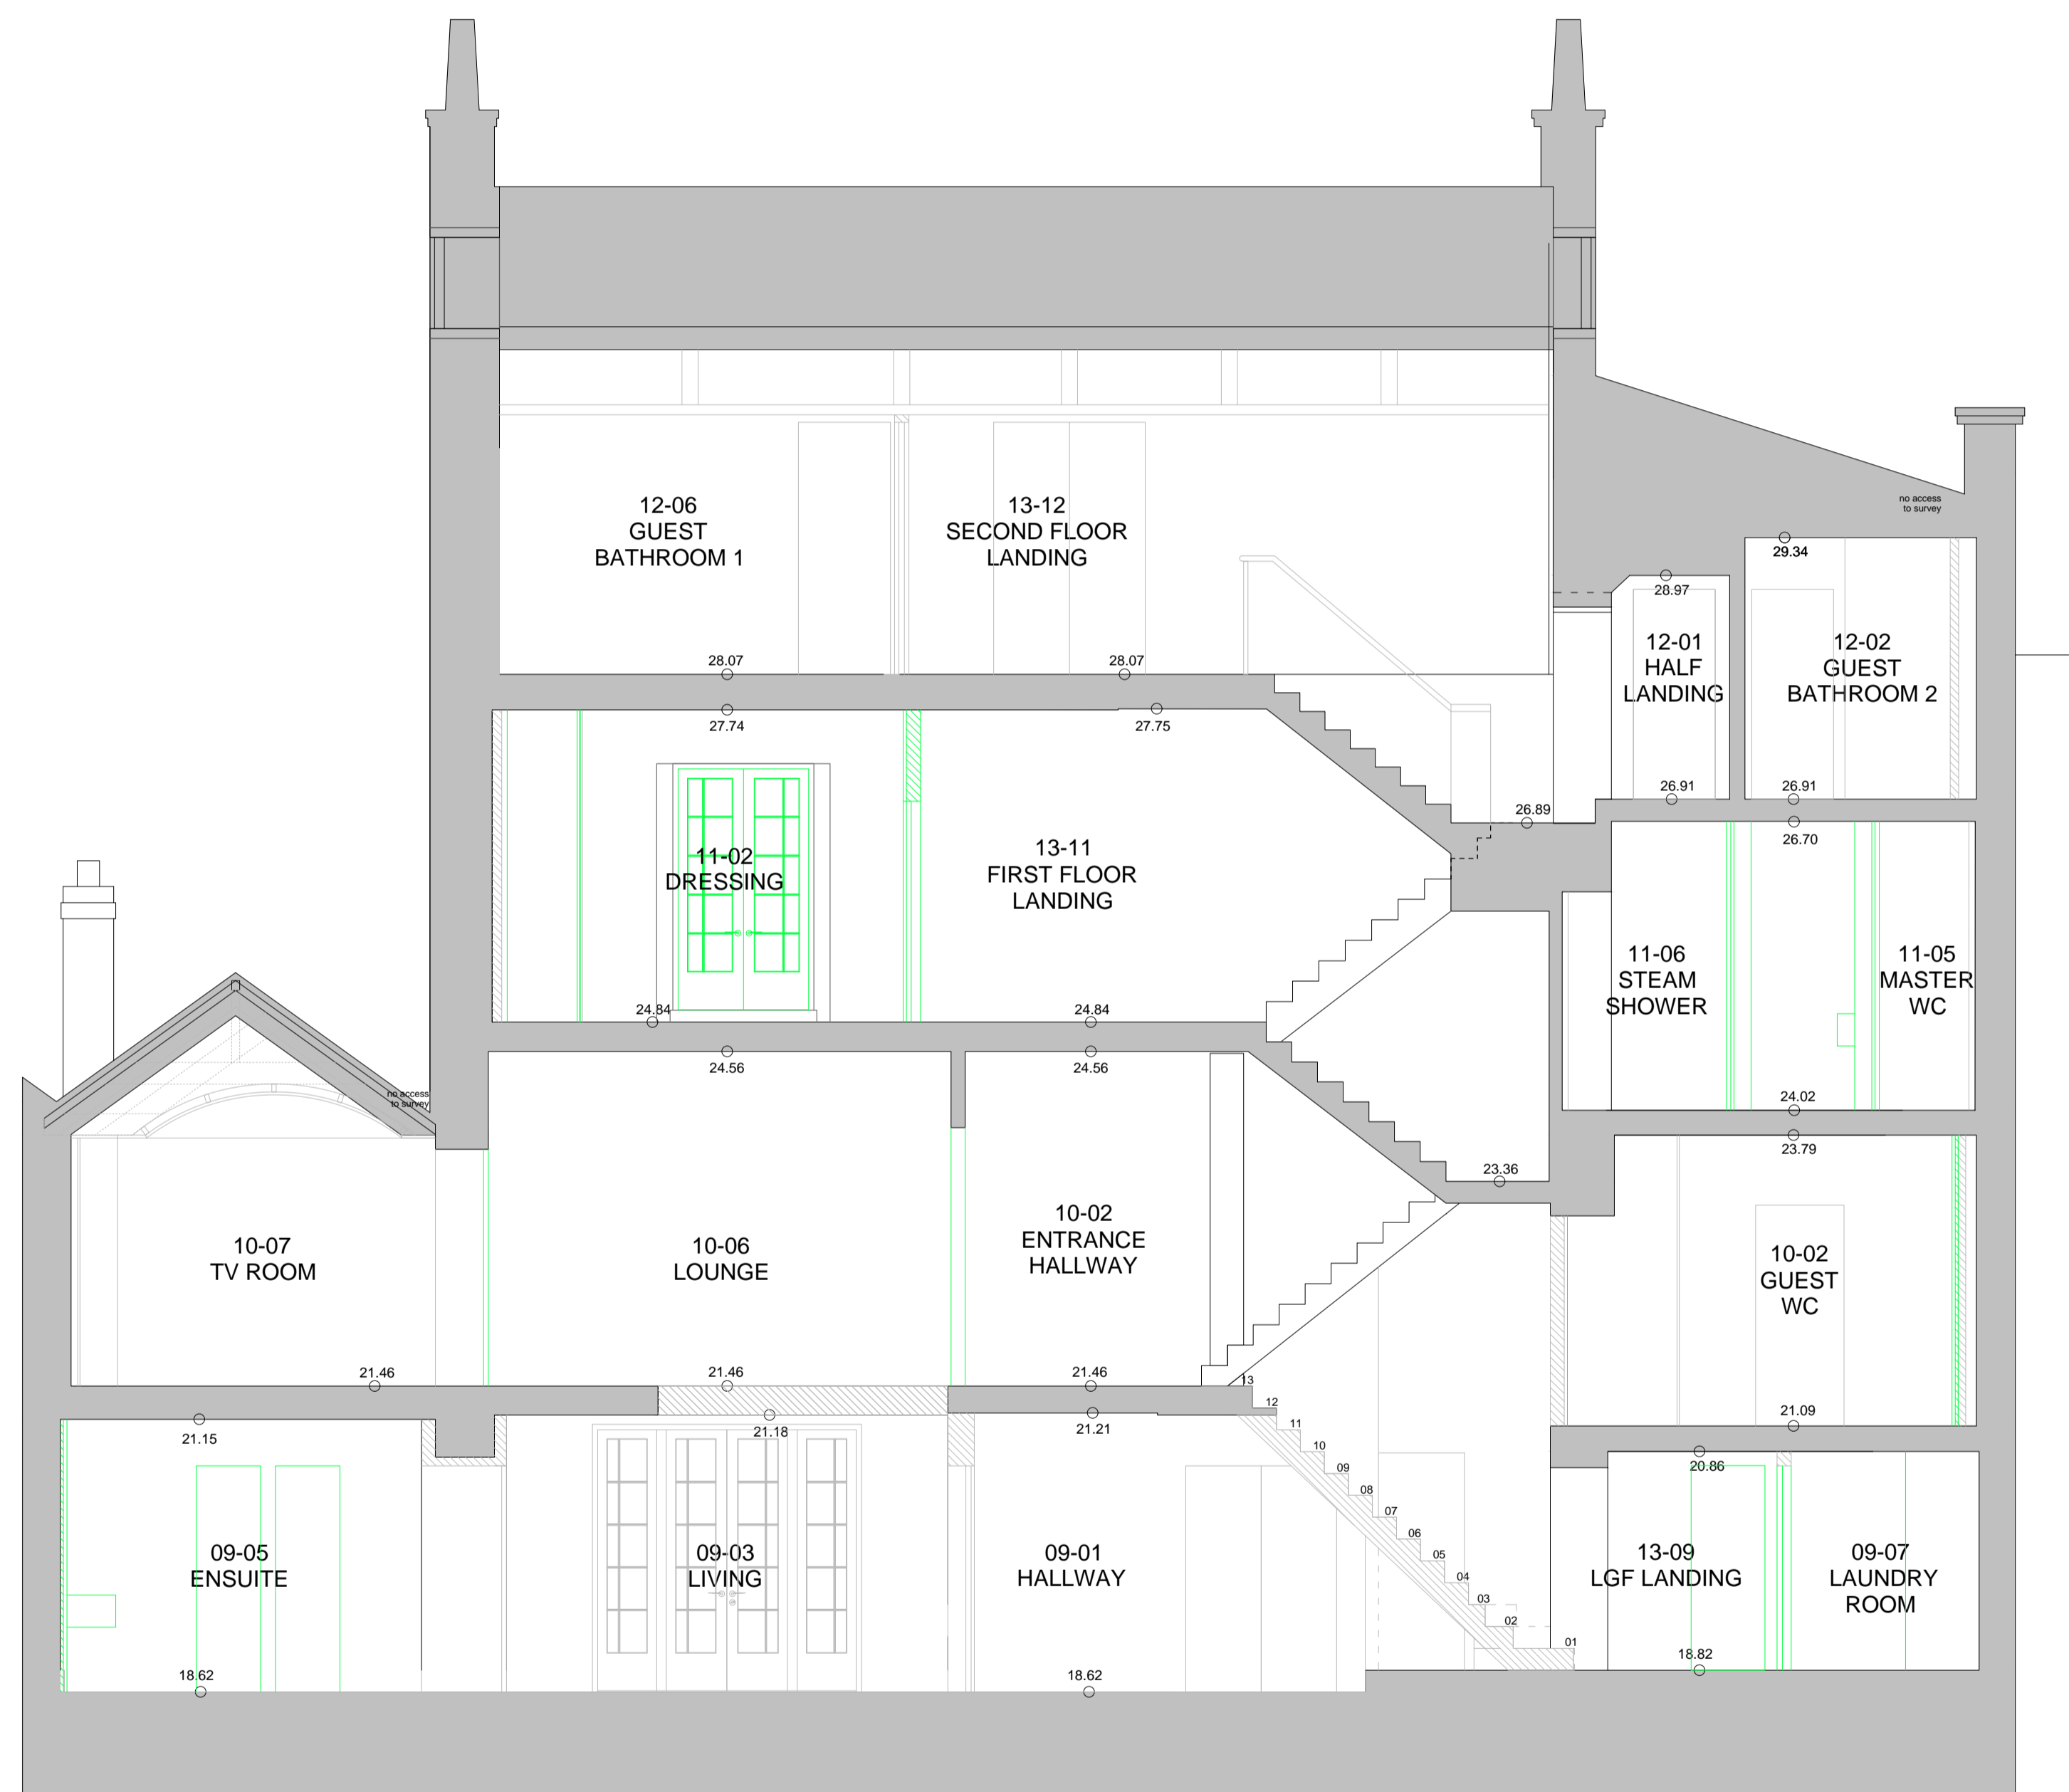 no access
to survey
29.34
28.97
12-06
GUEST
BATHROOM 1
13-12
SECOND FLOOR
LANDING
12-01
HALF
LANDING
12-02
GUEST
BATHROOM 2
28.07
28.07
27.74
27.75
26.91
26.91
26.89
26.70
11-02
DRESSING
13-11
FIRST FLOOR
LANDING
11-06
STEAM
SHOWER
11-05
MASTER
WC
24.84
24.84
24.56
24.56
24.02
no access
to survey
23.79
23.36
10-07
TV ROOM
10-06
LOUNGE
10-02
ENTRANCE
HALLWAY
10-02
GUEST
WC
21.46
21.46
21.46
21.09
21.15
21.18
21.21
20.86
13
12
11
10
09
08
07
06
05
04
03
02
01
09-05
ENSUITE
09-03
LIVING
09-01
HALLWAY
13-09
LGF LANDING
09-07
LAUNDRY
ROOM
18.62
18.62
18.82